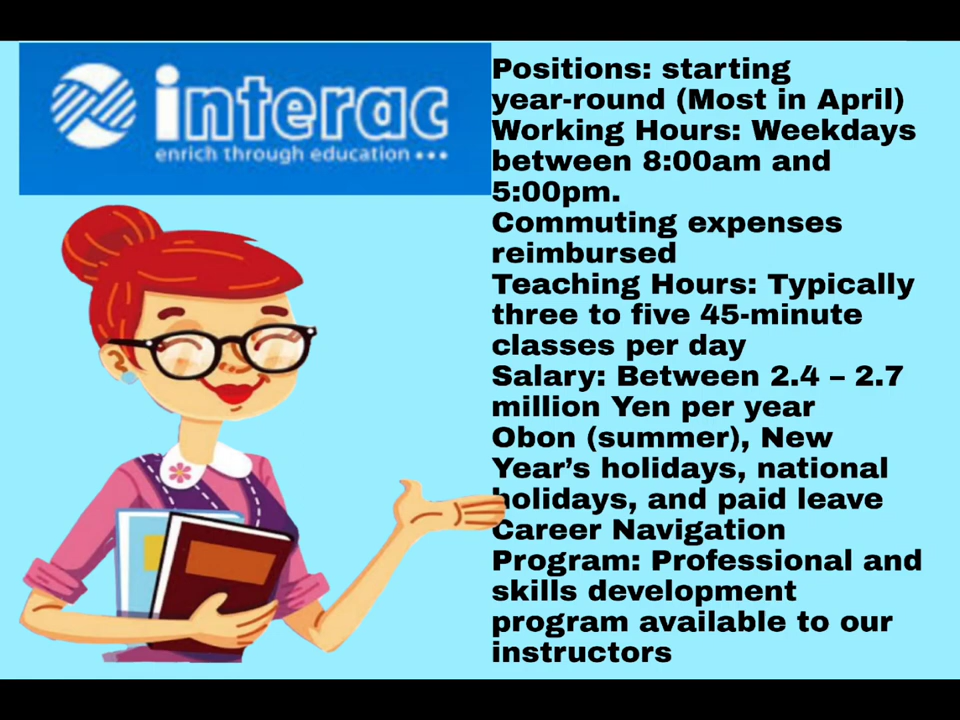 interac
enrich through education •••
Positions: starting
year-round (Most in April)
Working Hours: Weekdays
between 8:00am and
5:00pm.
Commuting expenses
reimbursed
Teaching Hours: Typically
three to five 45-minute
classes per day
Salary: Between 2.4 – 2.7
million Yen per year
Obon (summer), New
Year’s holidays, national
holidays, and paid leave
Career Navigation
Program: Professional and
skills development
program available to our
instructors